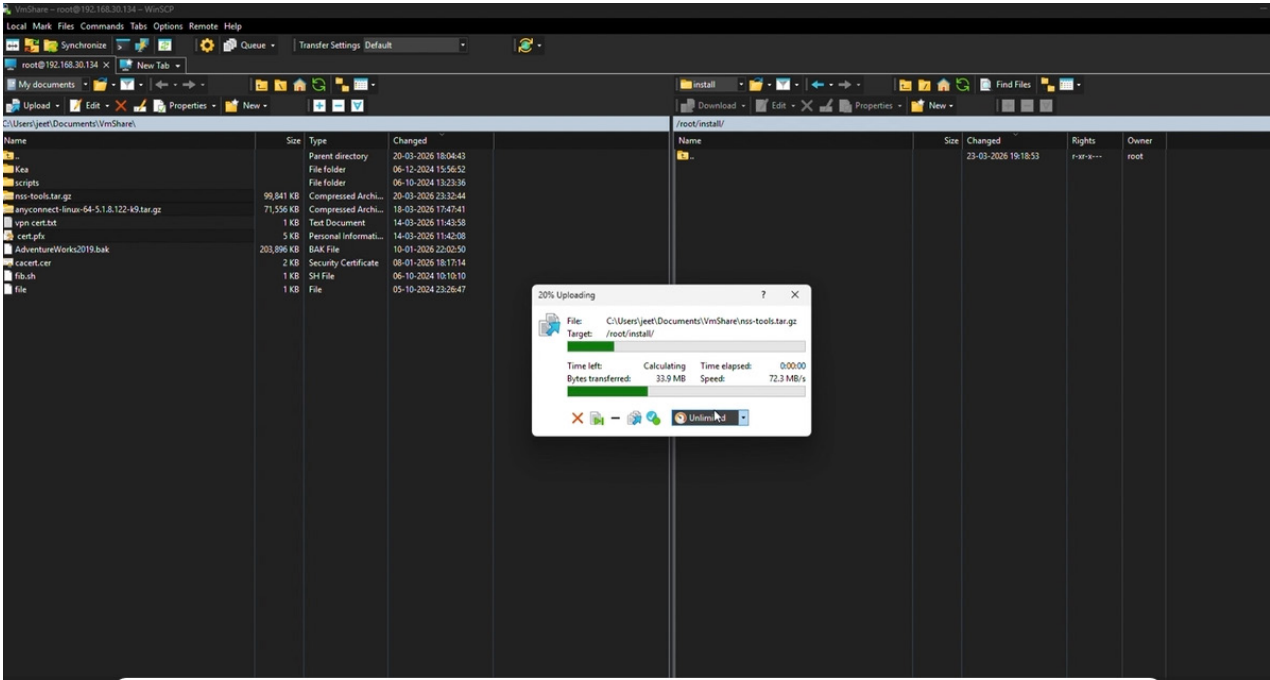 VmShare – root@192.168.30.134 – WinSCP
Local Mark Files Commands Tabs Options Remote Help
Synchronize Queue Transfer Settings Default
root@192.168.30.134 × New Tab
My documents
install Find Files
Upload Edit Properties New
Download Edit Properties New
C:\Users\jeet\Documents\VmShare\
/root/install/
Name Size Type Changed
Name Size Changed Rights Owner
.. Parent directory 20-03-2026 18:04:43
.. 23-03-2026 19:18:53 r-xr-x--- root
Kea File folder 06-12-2024 15:56:52
scripts File folder 06-10-2024 13:23:36
nss-tools.tar.gz 99,841 KB Compressed Archi... 20-03-2026 23:32:44
anyconnect-linux-64-5.1.8.122-k9.tar.gz 71,556 KB Compressed Archi... 18-03-2026 17:47:41
vpn cert.txt 1 KB Text Document 14-03-2026 11:43:58
cert.pfx 5 KB Personal Informati... 14-03-2026 11:42:08
AdventureWorks2019.bak 203,896 KB BAK File 10-01-2026 22:02:50
cacert.cer 2 KB Security Certificate 08-01-2026 18:17:14
fib.sh 1 KB SH File 06-10-2024 10:10:10
file 1 KB File 05-10-2024 23:26:47
20% Uploading ? ×
File: C:\Users\jeet\Documents\VmShare\nss-tools.tar.gz
Target: /root/install/
Time left: Calculating Time elapsed: 0:00:00
Bytes transferred: 33.9 MB Speed: 72.3 MB/s
Unlimited